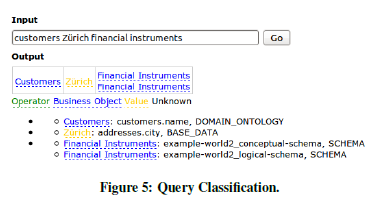 Input
customers Zürich financial instruments Go
Output
Customers Zürich Financial Instruments
Financial Instruments
Operator Business Object Value Unknown
Customers: customers.name, DOMAIN_ONTOLOGY
Zürich: addresses.city, BASE_DATA
Financial Instruments: example-world2_conceptual-schema, SCHEMA
Financial Instruments: example-world2_logical-schema, SCHEMA
Figure 5: Query Classification.